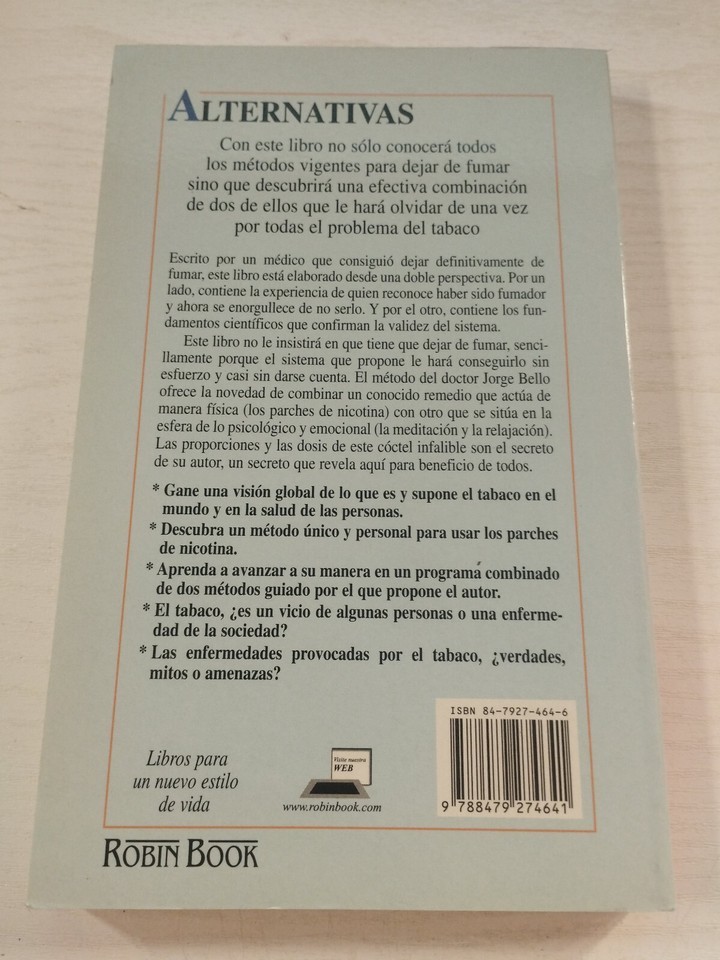 ALTERNATIVAS
Con este libro no sólo conocerá todos
los métodos vigentes para dejar de fumar
sino que descubrirá una efectiva combinación
de dos de ellos que le hará olvidar de una vez
por todas el problema del tabaco
Escrito por un médico que consiguió dejar definitivamente de
fumar, este libro está elaborado desde una doble perspectiva. Por un
lado, contiene la experiencia de quien reconoce haber sido fumador
y ahora se enorgullece de no serlo. Y por el otro, contiene los fun-
damentos científicos que confirman la validez del sistema.
Este libro no le insistirá en que tiene que dejar de fumar, senci-
llamente porque el sistema que propone le hará conseguirlo sin
esfuerzo y casi sin darse cuenta. El método del doctor Jorge Bello
ofrece la novedad de combinar un conocido remedio que actúa de
manera física (los parches de nicotina) con otro que se sitúa en la
esfera de lo psicológico y emocional (la meditación y la relajación).
Las proporciones y las dosis de este cóctel infalible son el secreto
de su autor, un secreto que revela aquí para beneficio de todos.
* Gane una visión global de lo que es y supone el tabaco en el
mundo y en la salud de las personas.
* Descubra un método único y personal para usar los parches
de nicotina.
* Aprenda a avanzar a su manera en un programa combinado
de dos métodos guiado por el que propone el autor.
* El tabaco, ¿es un vicio de algunas personas o una enferme-
dad de la sociedad?
* Las enfermedades provocadas por el tabaco, ¿verdades,
mitos o amenazas?
ISBN 84-7927-464-6
9 788479 274641
Libros para
un nuevo estilo
de vida
Visite nuestra
WEB
www.robinbook.com
ROBIN BOOK